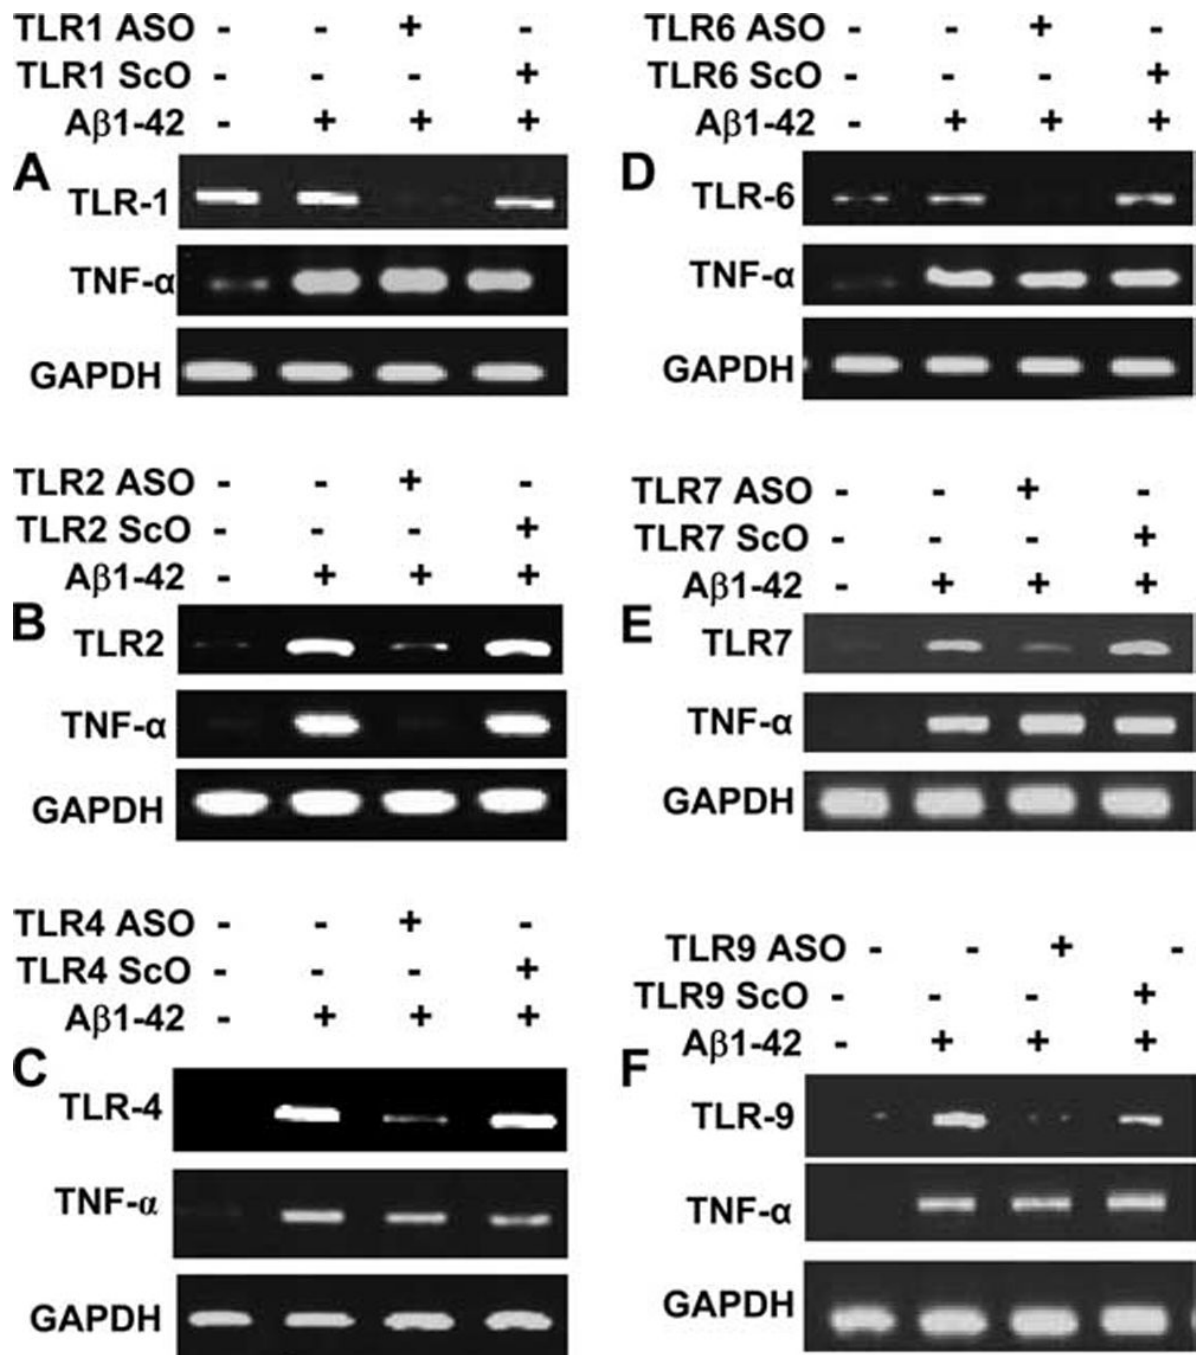 TLR1 ASO - - + -
TLR1 ScO - - - +
Aβ1-42 - + + +
A
TLR-1
TNF-α
GAPDH
TLR2 ASO - - + -
TLR2 ScO - - - +
Aβ1-42 - + + +
B
TLR2
TNF-α
GAPDH
TLR4 ASO - - + -
TLR4 ScO - - - +
Aβ1-42 - + + +
C
TLR-4
TNF-α
GAPDH
TLR6 ASO - - + -
TLR6 ScO - - - +
Aβ1-42 - + + +
D
TLR-6
TNF-α
GAPDH
TLR7 ASO - - + -
TLR7 ScO - - - +
Aβ1-42 - + + +
E
TLR7
TNF-α
GAPDH
TLR9 ASO - - + -
TLR9 ScO - - - +
Aβ1-42 - + + +
F
TLR-9
TNF-α
GAPDH